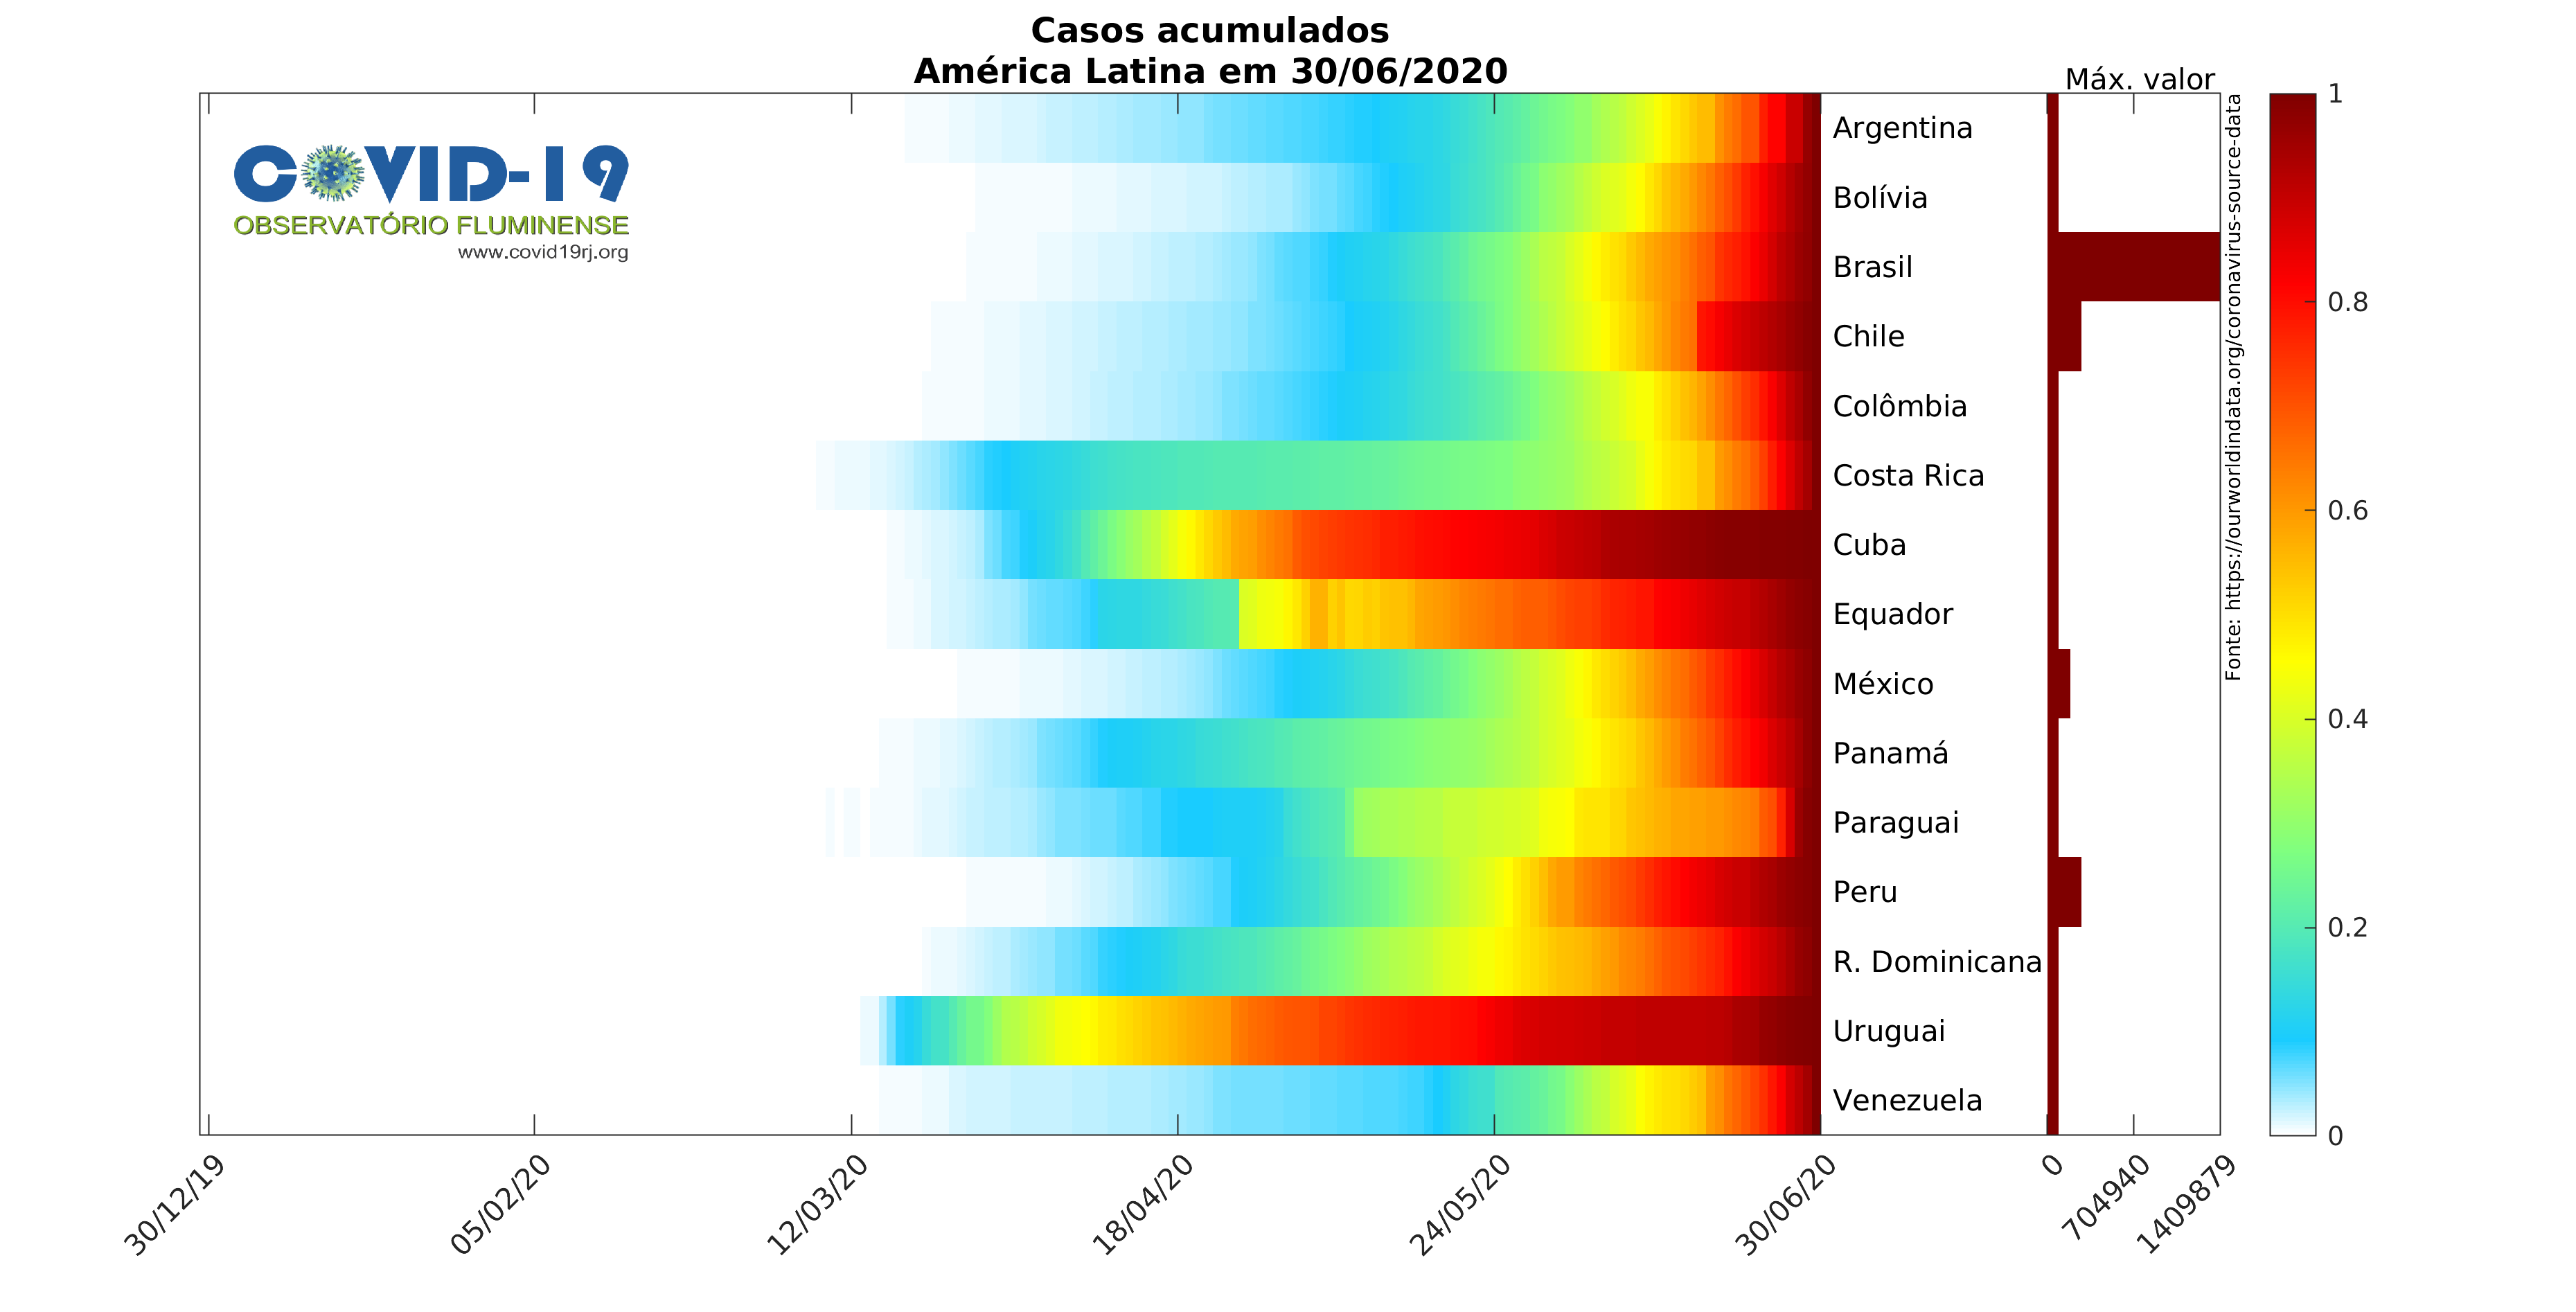 Casos acumulados
América Latina em 30/06/2020
Máx. valor
COVID-19
OBSERVATÓRIO FLUMINENSE
www.covid19rj.org
Argentina
Bolívia
Brasil
Chile
Colômbia
Costa Rica
Cuba
Equador
México
Panamá
Paraguai
Peru
R. Dominicana
Uruguai
Venezuela
Fonte: https://ourworldindata.org/coronavirus-source-data
1
0.8
0.6
0.4
0.2
0
30/12/19
05/02/20
12/03/20
18/04/20
24/05/20
30/06/20
0
704940
1409879